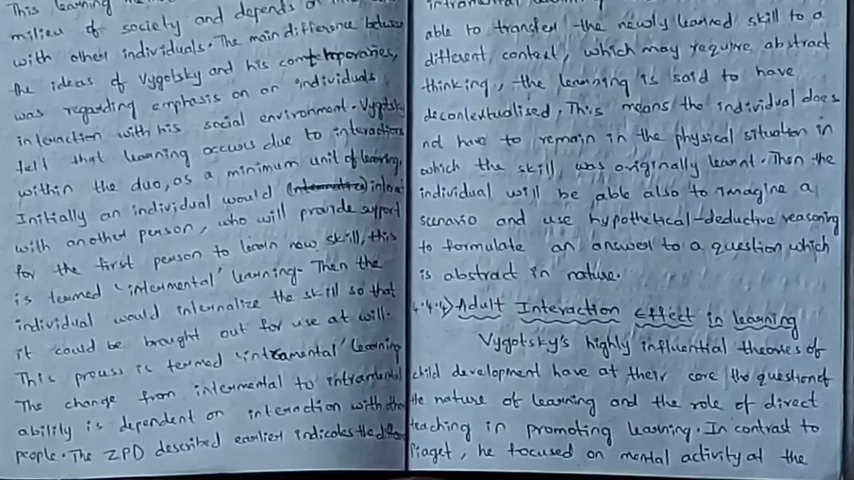 This learning
milieu of society and depends on
with other individuals. The main difference between
the ideas of Vygotsky and his contemporaries,
was regarding emphasis on an individuals
interaction with his social environment. Vygotsky
felt that learning occurs due to interactions
within the duo, as a minimum unit of learning.
Initially an individual would interact
with another person, who will provide support
for the first person to learn new skill, this
is termed 'intermental' learning. Then the
individual would internalize the skill so that
it could be brought out for use at will.
This process is termed 'intramental' learning
The change from intermental to intramental
ability is dependent on interaction with other
people. The ZPD described earlier indicates the
intramental
able to transfer the newly learned skill to a
different context, which may require abstract
thinking, the learning is said to have
decontextualised. This means the individual does
not have to remain in the physical situation in
which the skill, was originally learnt. Then the
individual will be able also to imagine a
scenario and use hypothetical-deductive reasoning
to formulate an answer to a question which
is abstract in nature.
4.4.4) Adult Interaction Effect in learning
Vygotsky's highly influential theories of
child development have at their core the question of
the nature of learning and the role of direct
teaching in promoting learning. In contrast to
Piaget, he focused on mental activity at the